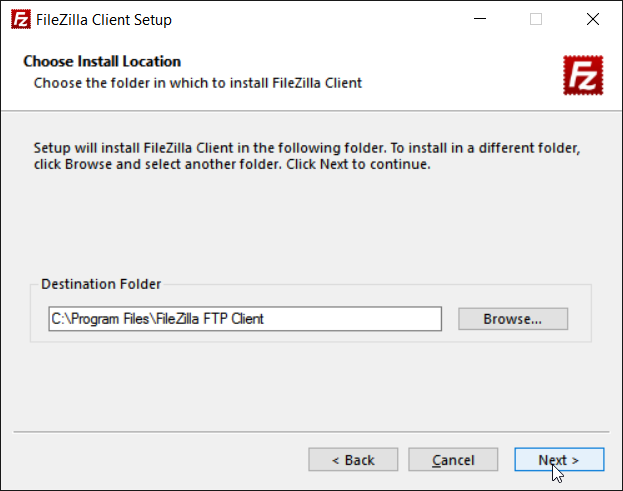 FileZilla Client Setup
Choose Install Location
Choose the folder in which to install FileZilla Client
Fz
Setup will install FileZilla Client in the following folder. To install in a different folder,
click Browse and select another folder. Click Next to continue.
Destination Folder
C:\Program Files\FileZilla FTP Client
Browse...
< Back
Cancel
Next >